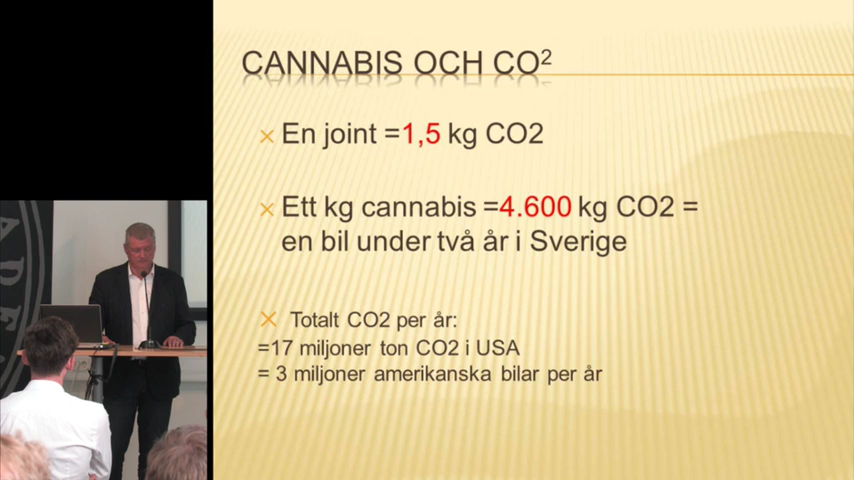 CANNABIS OCH CO²
En joint =1,5 kg CO2
Ett kg cannabis =4.600 kg CO2 =
en bil under två år i Sverige
Totalt CO2 per år:
=17 miljoner ton CO2 i USA
= 3 miljoner amerikanska bilar per år